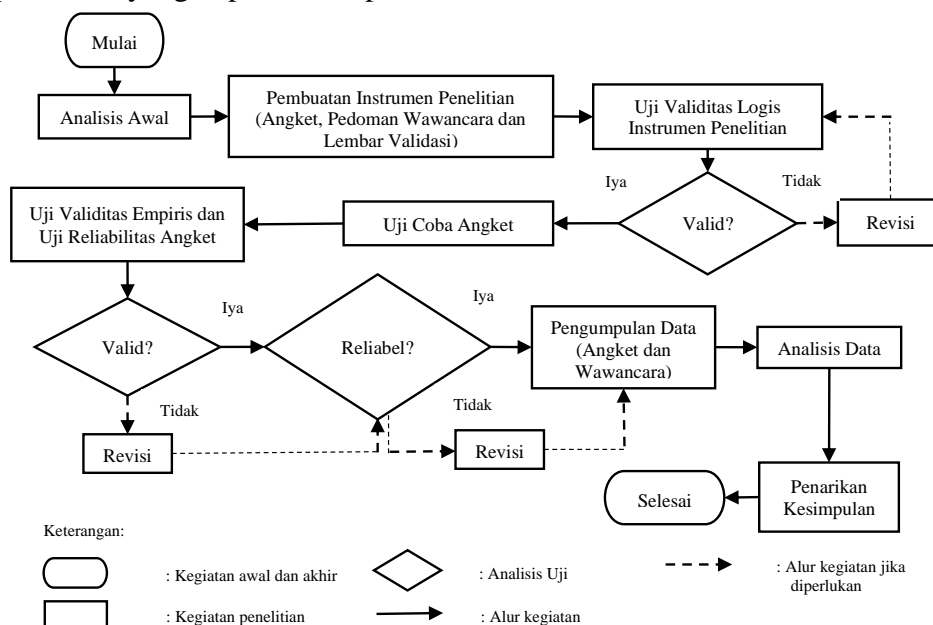 Mulai
Analisis Awal
Pembuatan Instrumen Penelitian
(Angket, Pedoman Wawancara dan
Lembar Validasi)
Uji Validitas Logis
Instrumen Penelitian
Iya
Tidak
Valid?
Revisi
Uji Coba Angket
Uji Validitas Empiris dan
Uji Reliabilitas Angket
Valid?
Iya
Tidak
Revisi
Reliabel?
Iya
Tidak
Revisi
Pengumpulan Data
(Angket dan
Wawancara)
Analisis Data
Penarikan
Kesimpulan
Selesai
Keterangan:
: Kegiatan awal dan akhir
: Analisis Uji
: Alur kegiatan jika
diperlukan
: Kegiatan penelitian
: Alur kegiatan